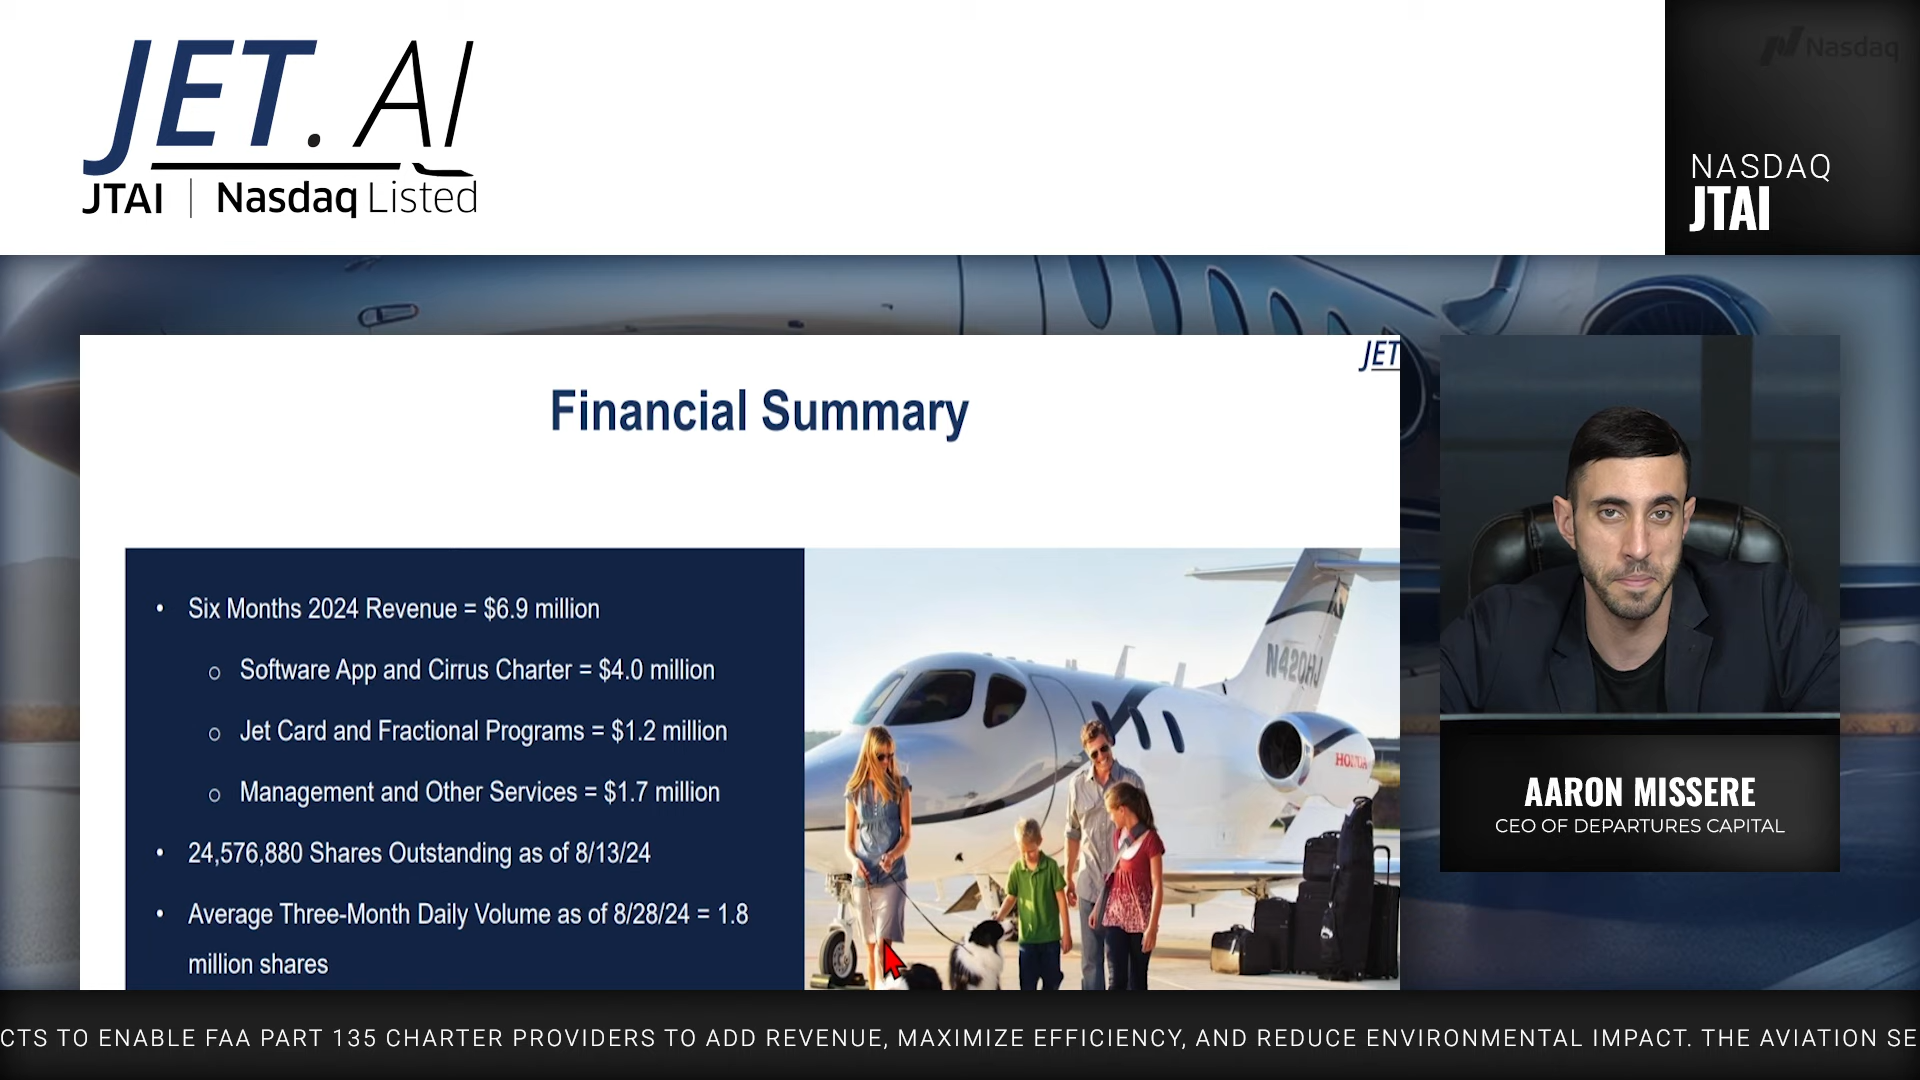 JET.AI
JTAI | Nasdaq Listed
Nasdaq
NASDAQ
JTAI
JET
Financial Summary
• Six Months 2024 Revenue = $6.9 million
o Software App and Cirrus Charter = $4.0 million
o Jet Card and Fractional Programs = $1.2 million
o Management and Other Services = $1.7 million
• 24,576,880 Shares Outstanding as of 8/13/24
• Average Three-Month Daily Volume as of 8/28/24 = 1.8
million shares
N420HJ
HONDA
AARON MISSERE
CEO OF DEPARTURES CAPITAL
CTS TO ENABLE FAA PART 135 CHARTER PROVIDERS TO ADD REVENUE, MAXIMIZE EFFICIENCY, AND REDUCE ENVIRONMENTAL IMPACT. THE AVIATION SE